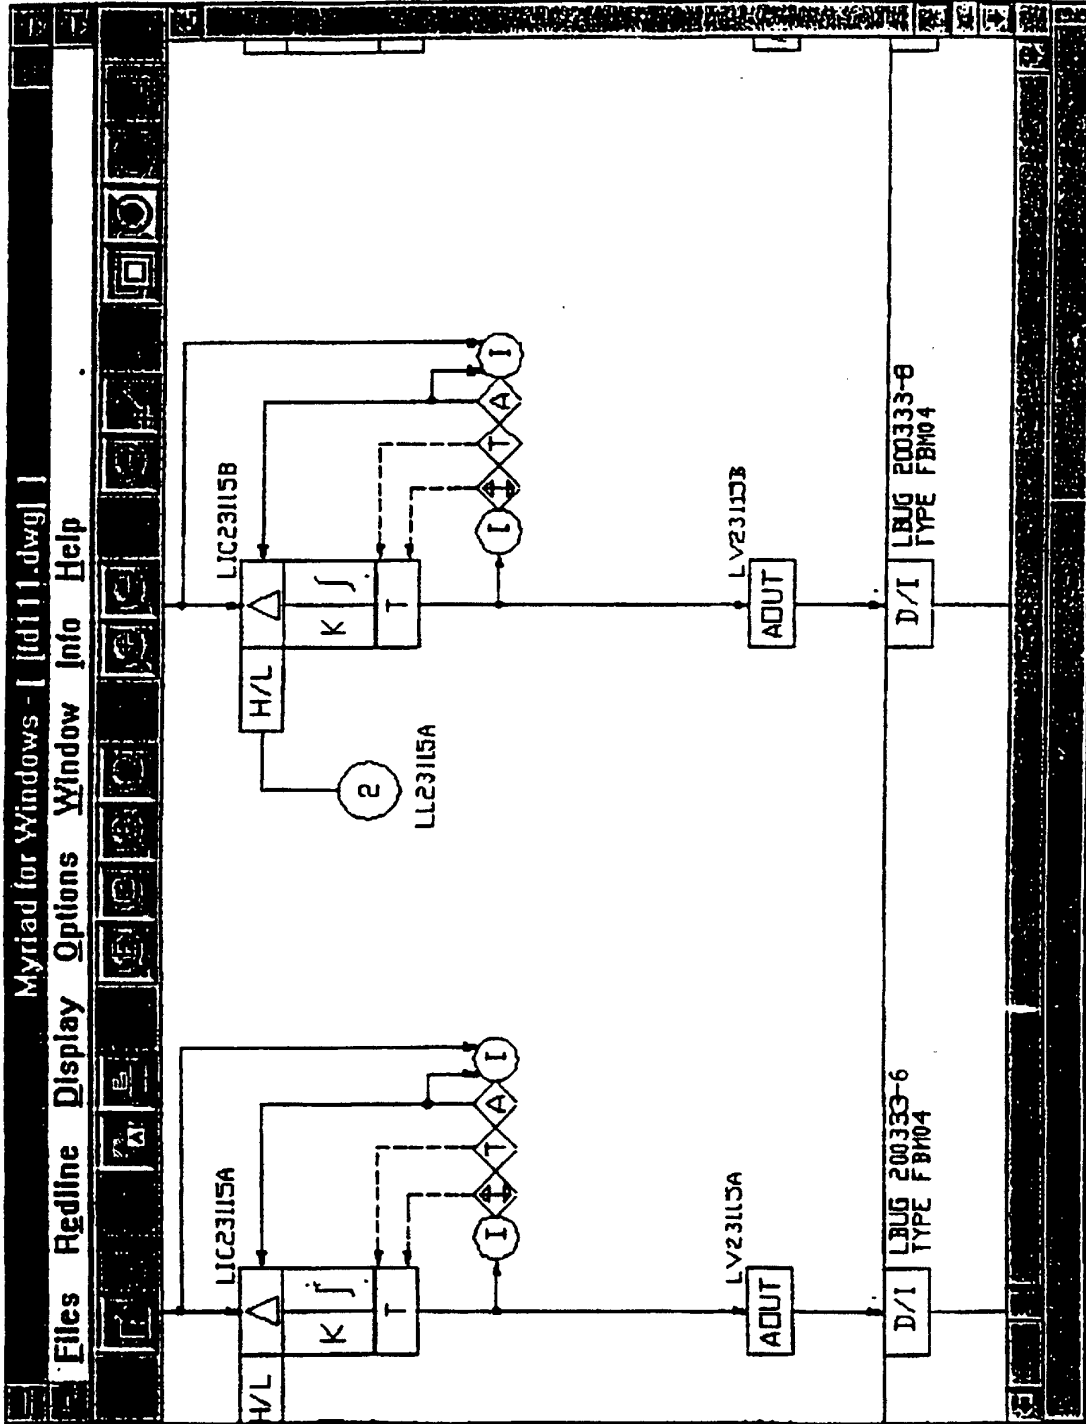 Myriad for Windows - [ [fd111.dwg] ]
Files Redline Display Options Window Info Help
LIC23115A
H/L
Δ
K ∫
T
I T A I
LV23115A
AOUT
D/I
LBUG 200333-6
TYPE FBM04
LIC23115B
H/L
Δ
K ∫
T
2
LL23115A
I T A I
AOUT
D/I
LBUG 200333-8
TYPE FBM04